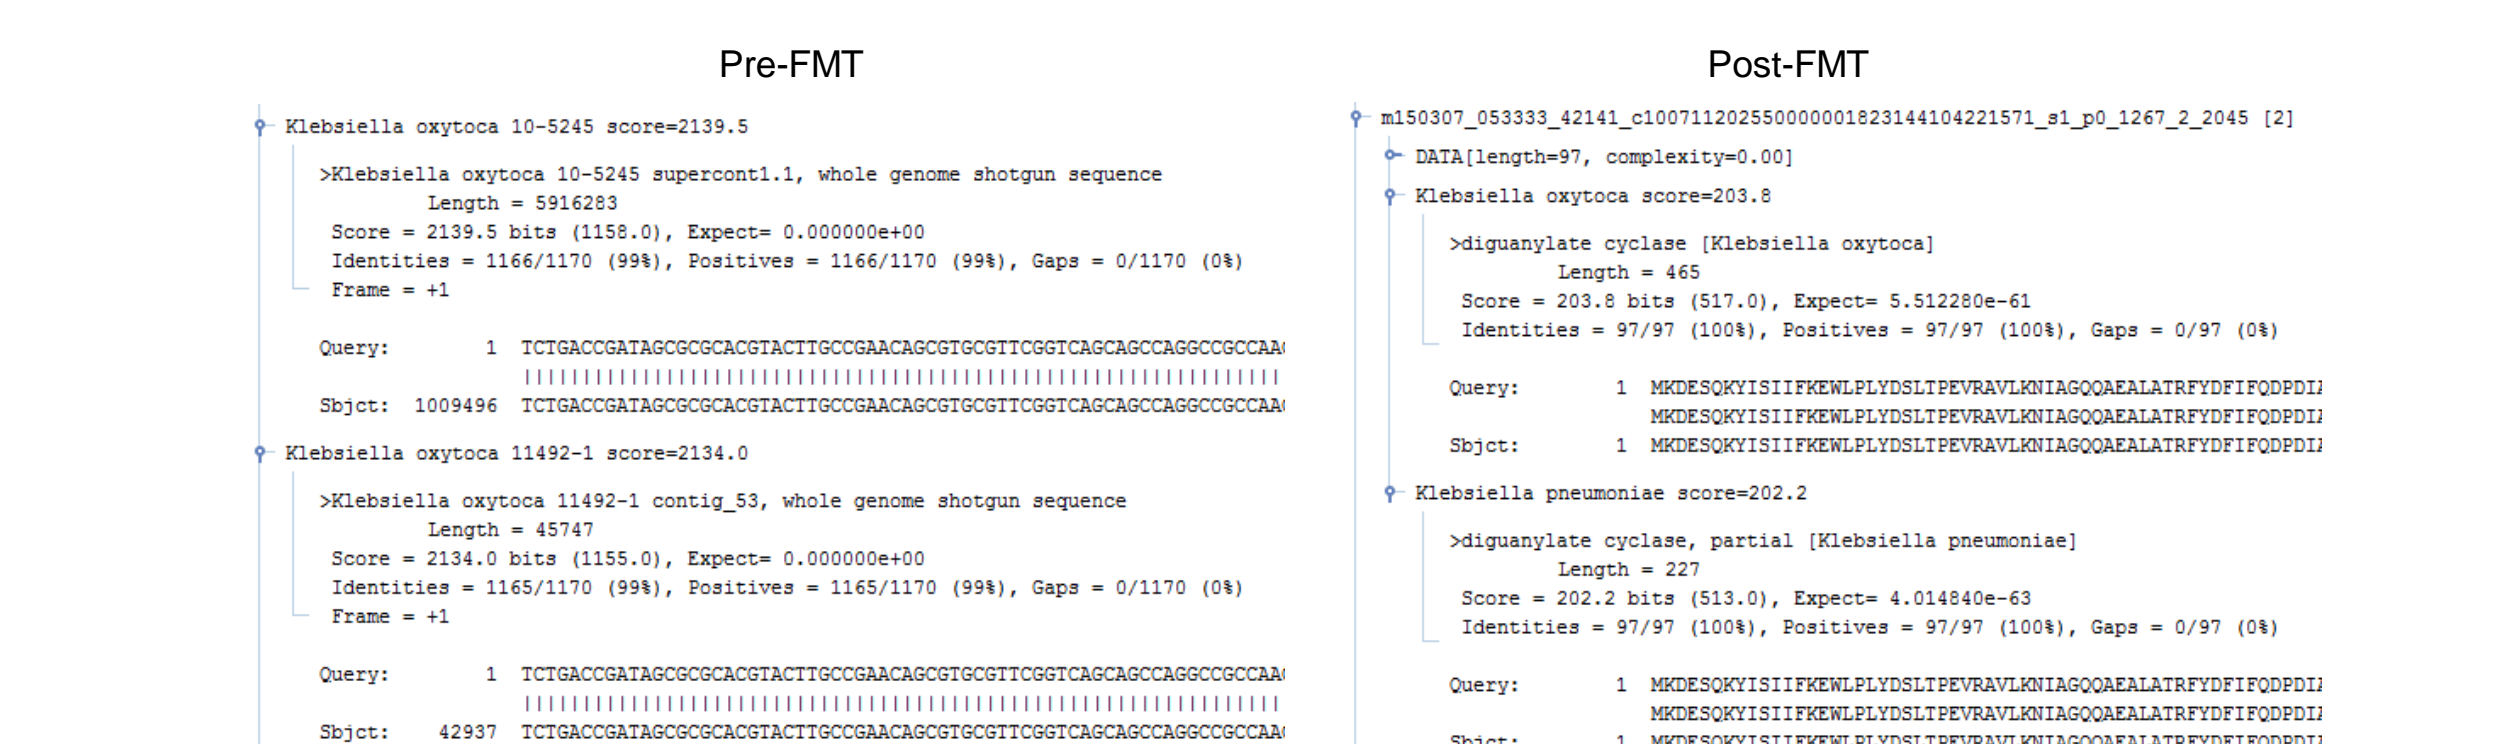 Pre-FMT
Klebsiella oxytoca 10-5245 score=2139.5
>Klebsiella oxytoca 10-5245 supercont1.1, whole genome shotgun sequence
Length = 5916283
Score = 2139.5 bits (1158.0), Expect= 0.000000e+00
Identities = 1166/1170 (99%), Positives = 1166/1170 (99%), Gaps = 0/1170 (0%)
Frame = +1
Query: 1 TCTGACCGATAGCGCGCACGTACTTGCCGAACAGCGTGCGTTCGGTCAGCAGCCAGGCCGCCAA
||||||||||||||||||||||||||||||||||||||||||||||||||||||||||||||||
Sbjct: 1009496 TCTGACCGATAGCGCGCACGTACTTGCCGAACAGCGTGCGTTCGGTCAGCAGCCAGGCCGCCAA
Klebsiella oxytoca 11492-1 score=2134.0
>Klebsiella oxytoca 11492-1 contig_53, whole genome shotgun sequence
Length = 45747
Score = 2134.0 bits (1155.0), Expect= 0.000000e+00
Identities = 1165/1170 (99%), Positives = 1165/1170 (99%), Gaps = 0/1170 (0%)
Frame = +1
Query: 1 TCTGACCGATAGCGCGCACGTACTTGCCGAACAGCGTGCGTTCGGTCAGCAGCCAGGCCGCCAA
||||||||||||||||||||||||||||||||||||||||||||||||||||||||||||||||
Sbjct: 42937 TCTGACCGATAGCGCGCACGTACTTGCCGAACAGCGTGCGTTCGGTCAGCAGCCAGGCCGCCAA
Post-FMT
m150307_053333_42141_c100711202550000001823144104221571_s1_p0_1267_2_2045 [2]
DATA[length=97, complexity=0.00]
Klebsiella oxytoca score=203.8
>diguanylate cyclase [Klebsiella oxytoca]
Length = 465
Score = 203.8 bits (517.0), Expect= 5.512280e-61
Identities = 97/97 (100%), Positives = 97/97 (100%), Gaps = 0/97 (0%)
Query: 1 MKDESQKYISIIFKEWLPLYDSLTPEVRAVLKNIAGQQAEALATRFYDFIFQDPDI
MKDESQKYISIIFKEWLPLYDSLTPEVRAVLKNIAGQQAEALATRFYDFIFQDPDI
Sbjct: 1 MKDESQKYISIIFKEWLPLYDSLTPEVRAVLKNIAGQQAEALATRFYDFIFQDPDI
Klebsiella pneumoniae score=202.2
>diguanylate cyclase, partial [Klebsiella pneumoniae]
Length = 227
Score = 202.2 bits (513.0), Expect= 4.014840e-63
Identities = 97/97 (100%), Positives = 97/97 (100%), Gaps = 0/97 (0%)
Query: 1 MKDESQKYISIIFKEWLPLYDSLTPEVRAVLKNIAGQQAEALATRFYDFIFQDPDI
MKDESQKYISIIFKEWLPLYDSLTPEVRAVLKNIAGQQAEALATRFYDFIFQDPDI
Sbjct: 1 MKDESQKYISIIFKEWLPLYDSLTPEVRAVLKNIAGQQAEALATRFYDFIFQDPDI